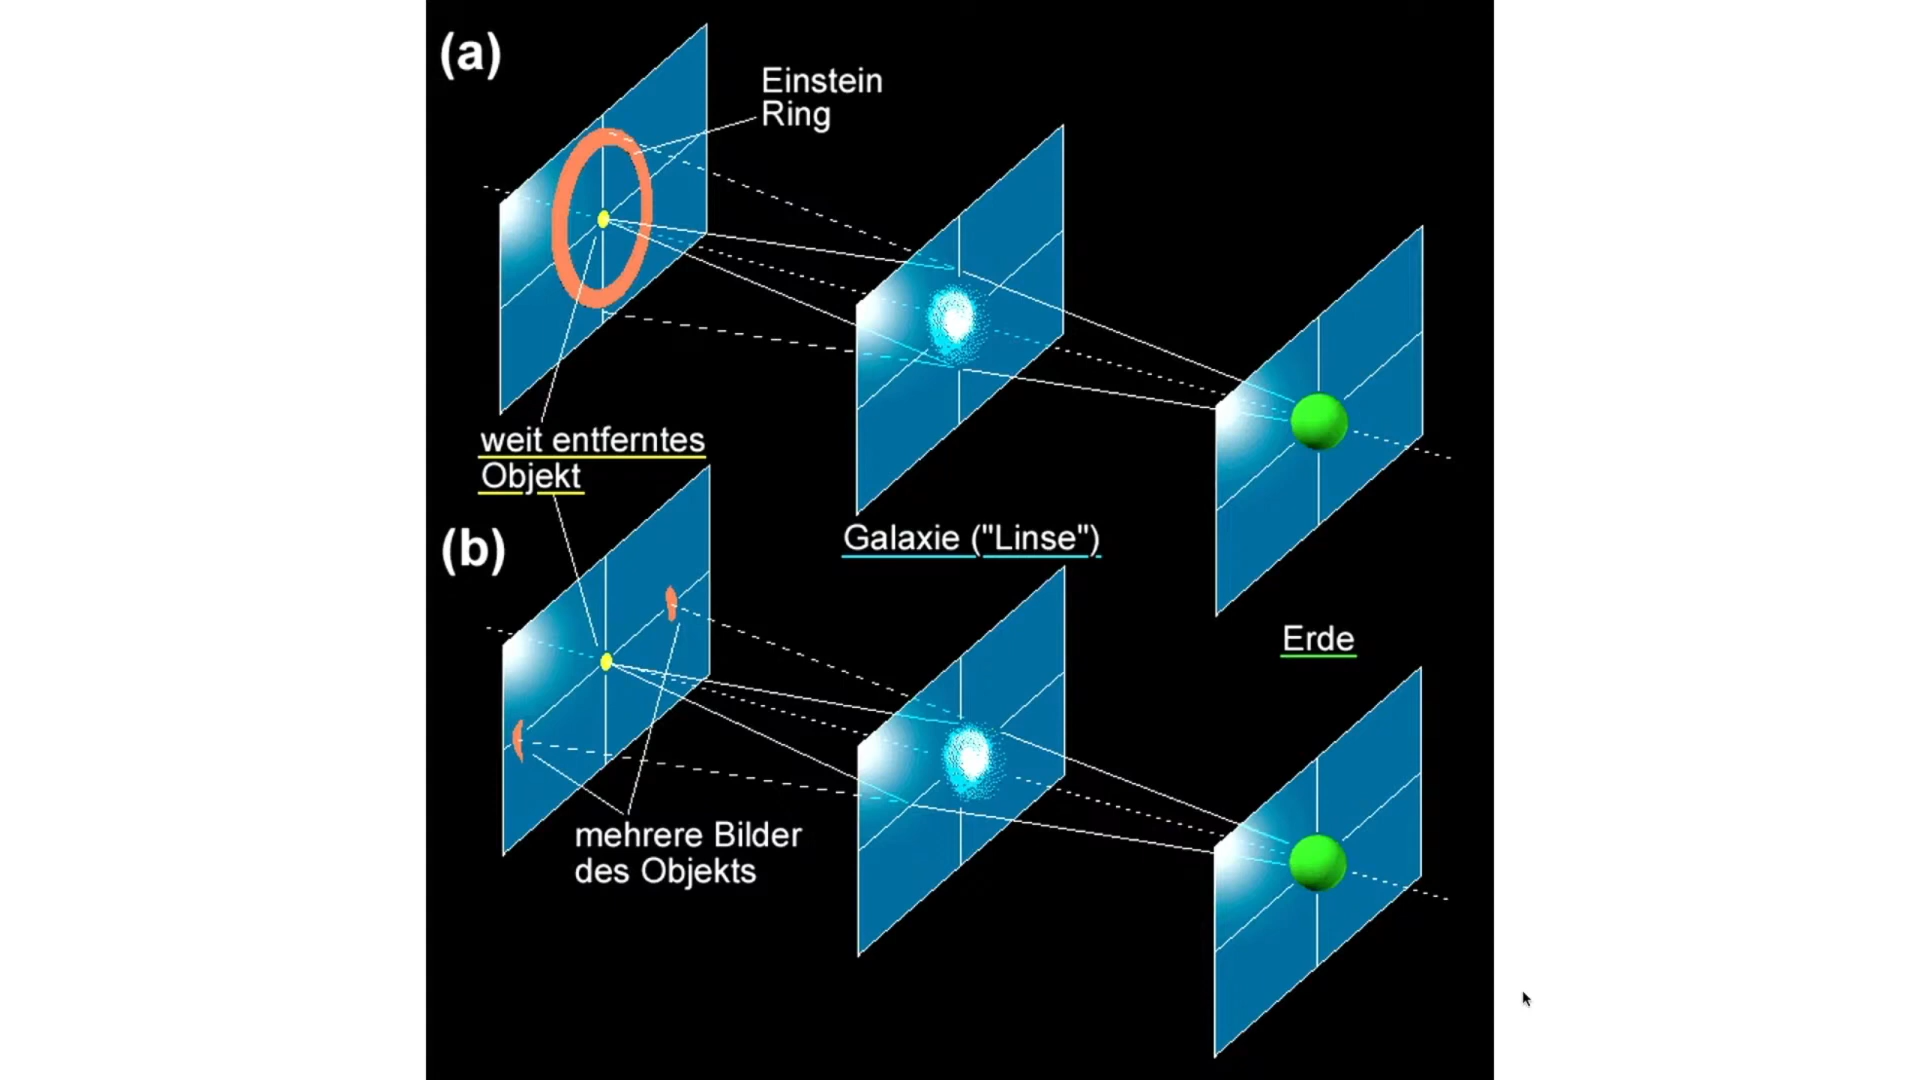 (a)
Einstein
Ring
weit entferntes
Objekt
Galaxie ("Linse")
(b)
Erde
mehrere Bilder
des Objekts